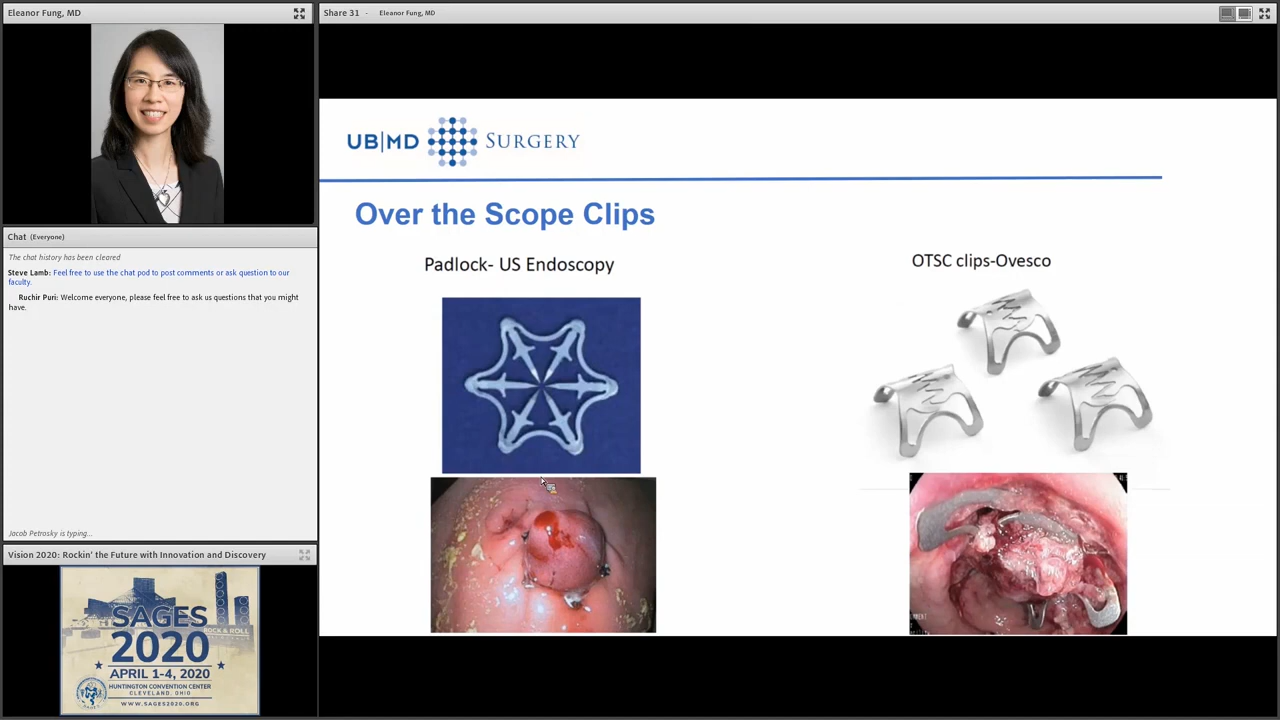 Eleanor Fung, MD
Share 31 - Eleanor Fung, MD
Chat (Everyone)
The chat history has been cleared
Steve Lamb: Feel free to use the chat pod to post comments or ask question to our
faculty.
Ruchir Puri: Welcome everyone, please feel free to ask us questions that you might
have.
Jacob Petrosky is typing...
Vision 2020: Rockin' the Future with Innovation and Discovery
ROCK & ROLL
SAGES
2020
APRIL 1-4, 2020
HUNTINGTON CONVENTION CENTER
CLEVELAND, OHIO
WWW.SAGES2020.ORG
UB|MD SURGERY
Over the Scope Clips
Padlock- US Endoscopy
OTSC clips-Ovesco